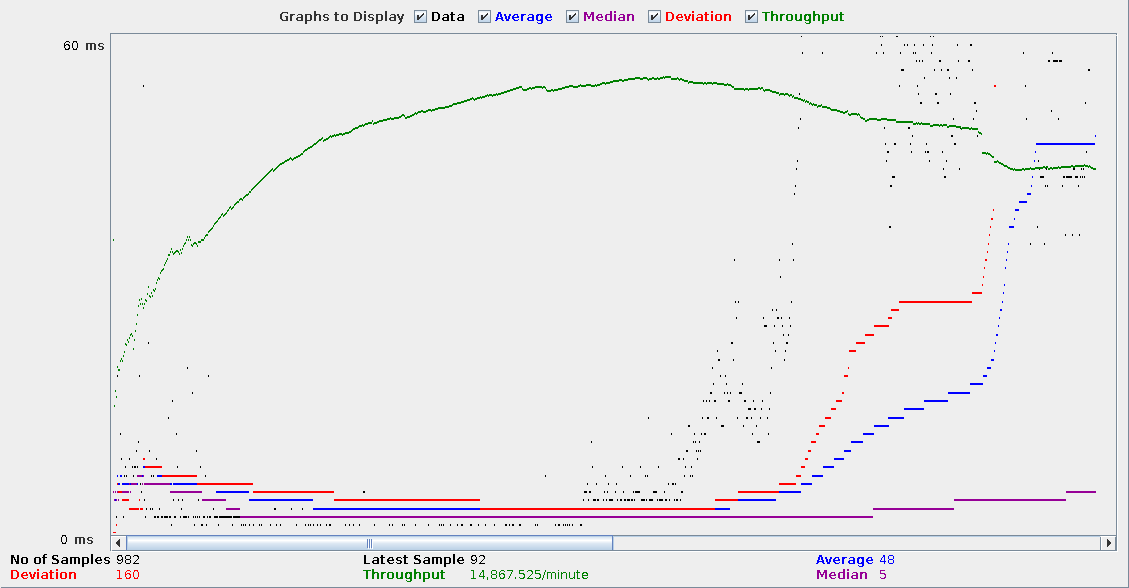 Graphs to Display Data Average Median Deviation Throughput
60 ms
0 ms
No of Samples 982 Latest Sample 92 Average 48
Deviation 160 Throughput 14,867.525/minute Median 5